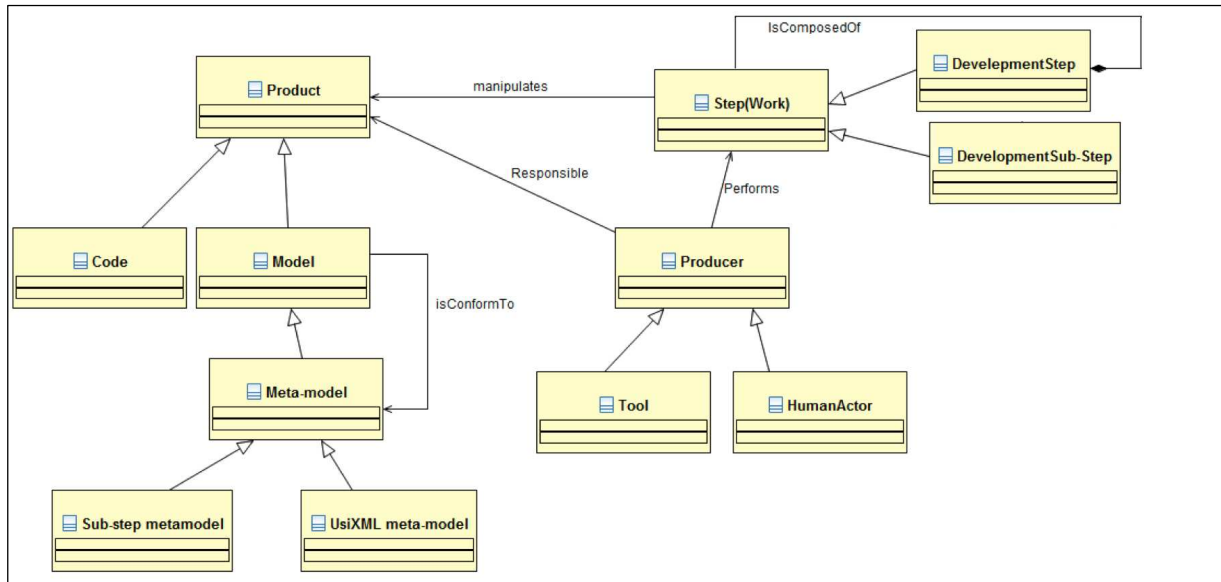 IsComposedOf
DevelepmentStep
Product
manipulates
Step(Work)
DevelopmentSub-Step
Responsible
Performs
Code
Model
Producer
isConformTo
Meta-model
Tool
HumanActor
Sub-step metamodel
UsiXML meta-model